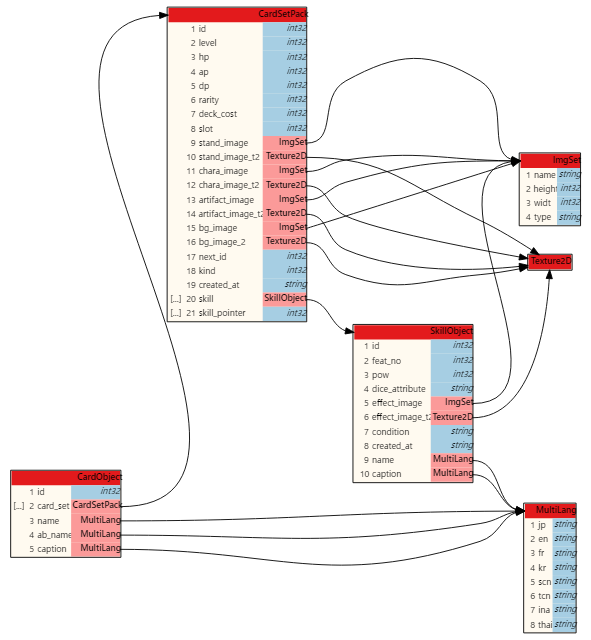 CardSetPack
1 id int32
2 level int32
3 hp int32
4 ap int32
5 dp int32
6 rarity int32
7 deck_cost int32
8 slot int32
9 stand_image ImgSet
10 stand_image_t2 Texture2D
11 chara_image ImgSet
12 chara_image_t2 Texture2D
13 artifact_image ImgSet
14 artifact_image_t2 Texture2D
15 bg_image ImgSet
16 bg_image_2 Texture2D
17 next_id int32
18 kind int32
19 created_at string
[...] 20 skill SkillObject
[...] 21 skill_pointer int32
ImgSet
1 name string
2 height int32
3 widt int32
4 type string
Texture2D
SkillObject
1 id int32
2 feat_no int32
3 pow int32
4 dice_attribute string
5 effect_image ImgSet
6 effect_image_t2 Texture2D
7 condition string
8 created_at string
9 name MultiLang
10 caption MultiLang
CardObject
1 id int32
[...] 2 card_set CardSetPack
3 name MultiLang
4 ab_name MultiLang
5 caption MultiLang
MultiLang
1 jp string
2 en string
3 fr string
4 kr string
5 scn string
6 tcn string
7 ina string
8 thai string